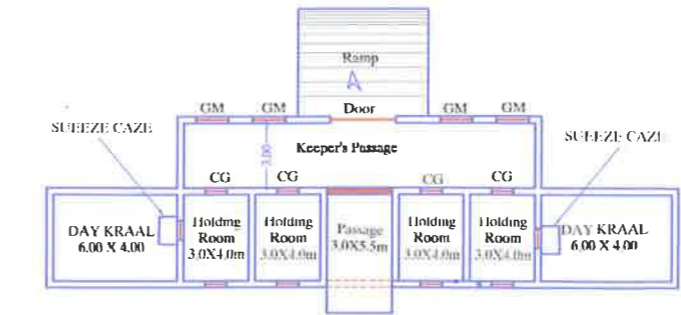 Ramp
GM
GM
Door
GM
GM
SUEEZE CAZE
SUEEZE CAZE
3.00
Keeper's Passage
CG
CG
CG
CG
DAY KRAAL
6.00 X 4.00
Holding
Room
3.0X4.0m
Holding
Room
3.0X4.0m
Passage
3.0X5.5m
Holding
Room
3.0X4.0m
Holding
Room
3.0X4.0m
DAY KRAAL
6.00 X 4.00